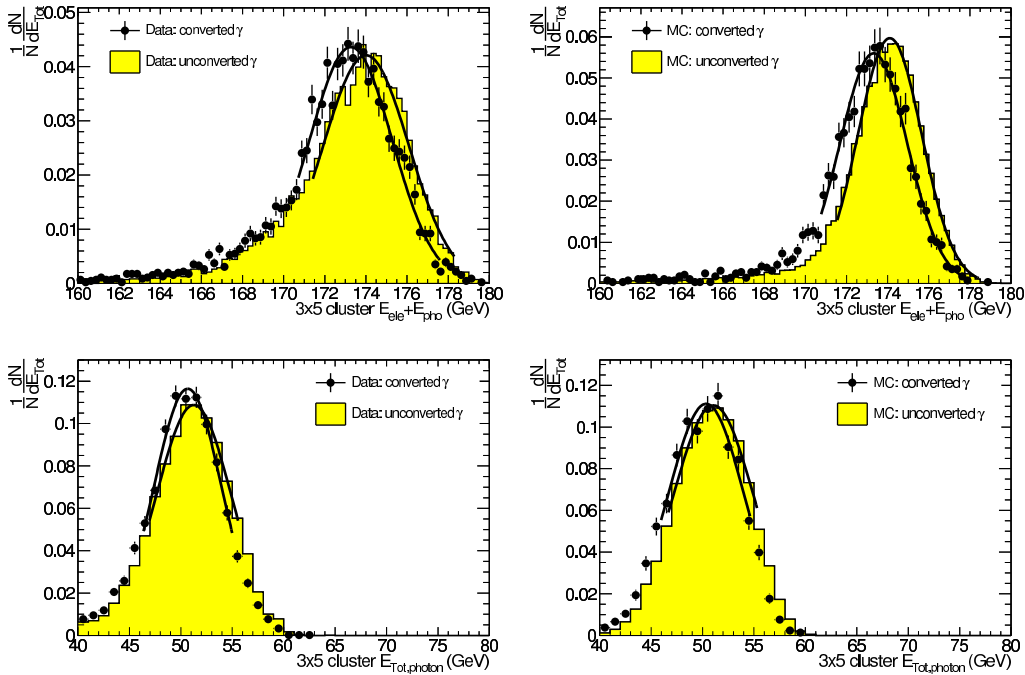 1/N dN/dE_Tot
0.05
0.04
0.03
0.02
0.01
0
Data: converted γ
Data: unconverted γ
160 162 164 166 168 170 172 174 176 178 180
3x5 cluster E_ele+E_pho (GeV)
1/N dN/dE_Tot
0.06
0.05
0.04
0.03
0.02
0.01
0
MC: converted γ
MC: unconverted γ
160 162 164 166 168 170 172 174 176 178 180
3x5 cluster E_ele+E_pho (GeV)
1/N dN/dE_Tot
0.12
0.1
0.08
0.06
0.04
0.02
0
Data: converted γ
Data: unconverted γ
40 45 50 55 60 65 70 75 80
3x5 cluster E_Tot,photon (GeV)
1/N dN/dE_Tot
0.12
0.1
0.08
0.06
0.04
0.02
0
MC: converted γ
MC: unconverted γ
40 45 50 55 60 65 70 75 80
3x5 cluster E_Tot,photon (GeV)